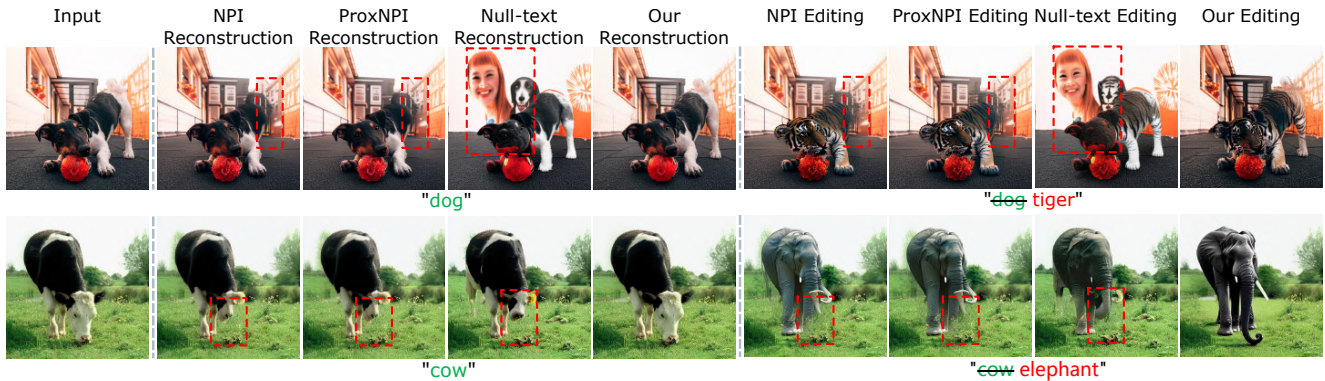 Input
NPI
Reconstruction
ProxNPI
Reconstruction
Null-text
Reconstruction
Our
Reconstruction
NPI Editing
ProxNPI Editing
Null-text Editing
Our Editing
"dog"
"dog tiger"
"cow"
"cow elephant"